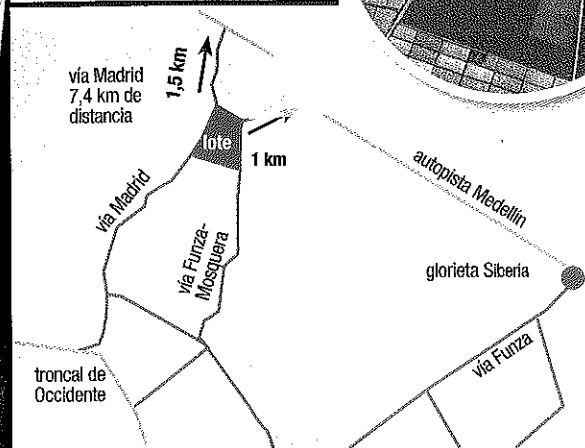 vía Madrid
7,4 km de
distancia
1,5 km
lote
1 km
vía Madrid
vía Funza-
Mosquera
autopista Medellín
glorieta Siberia
vía Funza
troncal de
Occidente